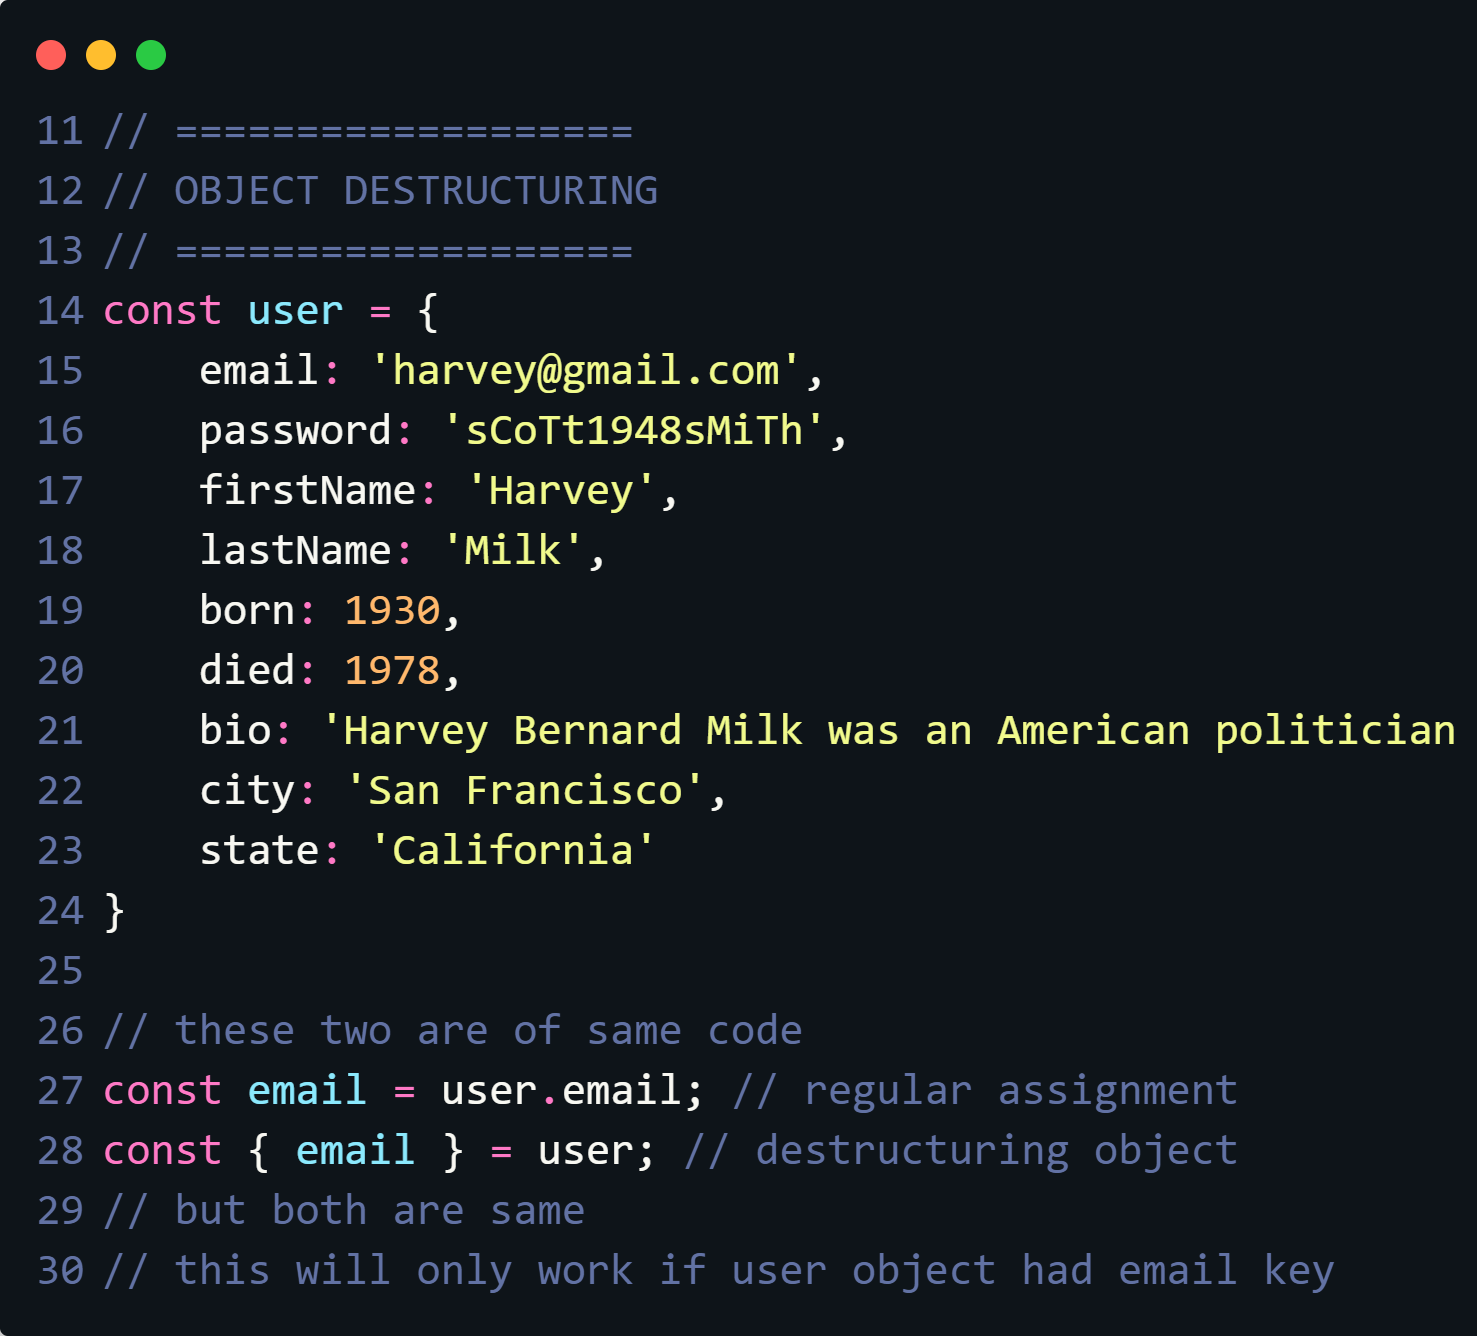 11 // ===================
12 // OBJECT DESTRUCTURING
13 // ===================
14 const user = {
15     email: 'harvey@gmail.com',
16     password: 'sCoTt1948sMiTh',
17     firstName: 'Harvey',
18     lastName: 'Milk',
19     born: 1930,
20     died: 1978,
21     bio: 'Harvey Bernard Milk was an American politician
22     city: 'San Francisco',
23     state: 'California'
24 }
25
26 // these two are of same code
27 const email = user.email; // regular assignment
28 const { email } = user; // destructuring object
29 // but both are same
30 // this will only work if user object had email key